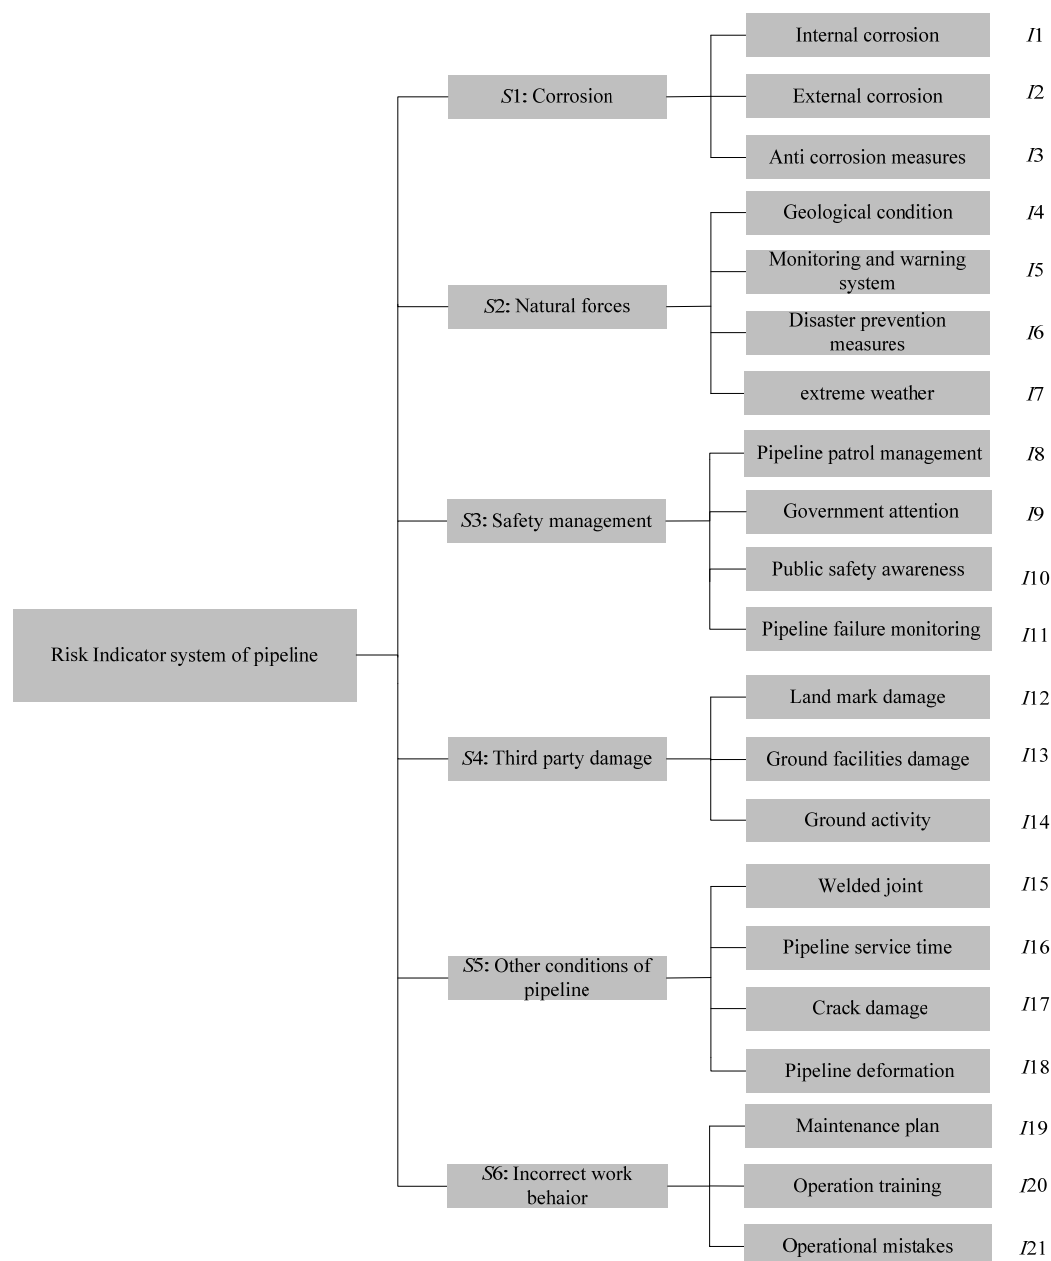 Internal corrosion I1
S1: Corrosion
External corrosion I2
Anti corrosion measures I3
Geological condition I4
Monitoring and warning
system
I5
S2: Natural forces
Disaster prevention
measures
I6
extreme weather I7
Pipeline patrol management I8
Government attention I9
S3: Safety management
Public safety awareness I10
Pipeline failure monitoring I11
Risk Indicator system of pipeline
Land mark damage I12
S4: Third party damage
Ground facilities damage I13
Ground activity I14
Welded joint I15
Pipeline service time I16
S5: Other conditions of
pipeline
Crack damage I17
Pipeline deformation I18
Maintenance plan I19
S6: Incorrect work
behaior
Operation training I20
Operational mistakes I21